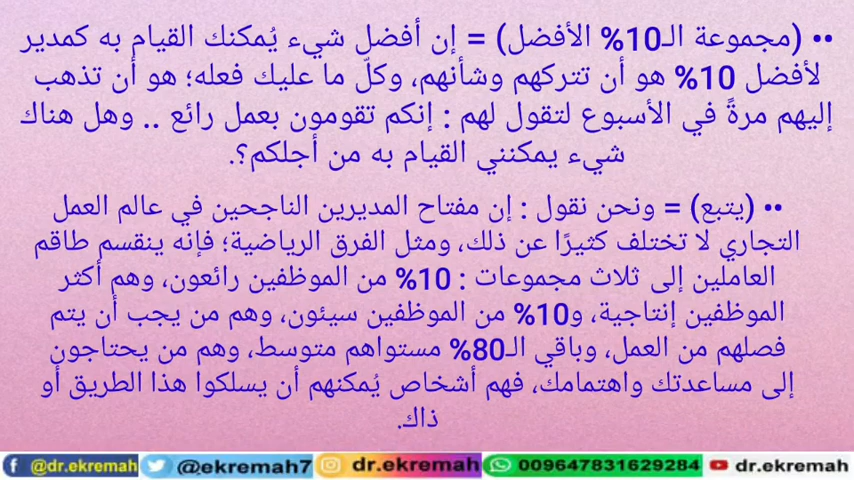 •• (مجموعة الـ10% الأفضل) = إن أفضل شيء يُمكنك القيام به كمدير
لأفضل 10% هو أن تتركهم وشأنهم، وكلّ ما عليك فعله؛ هو أن تذهب
إليهم مرةً في الأسبوع لتقول لهم : إنكم تقومون بعمل رائع .. وهل هناك
شيء يمكنني القيام به من أجلكم؟.
•• (يتبع) = ونحن نقول : إن مفتاح المديرين الناجحين في عالم العمل
التجاري لا تختلف كثيرًا عن ذلك، ومثل الفرق الرياضية؛ فإنه ينقسم طاقم
العاملين إلى ثلاث مجموعات : 10% من الموظفين رائعون، وهم أكثر
الموظفين إنتاجية، و10% من الموظفين سيئون، وهم من يجب أن يتم
فصلهم من العمل، وباقي الـ80% مستواهم متوسط، وهم من يحتاجون
إلى مساعدتك واهتمامك، فهم أشخاص يُمكنهم أن يسلكوا هذا الطريق أو
ذاك.
@dr.ekremah @ekremah7 dr.ekremah 009647831629284 dr.ekremah